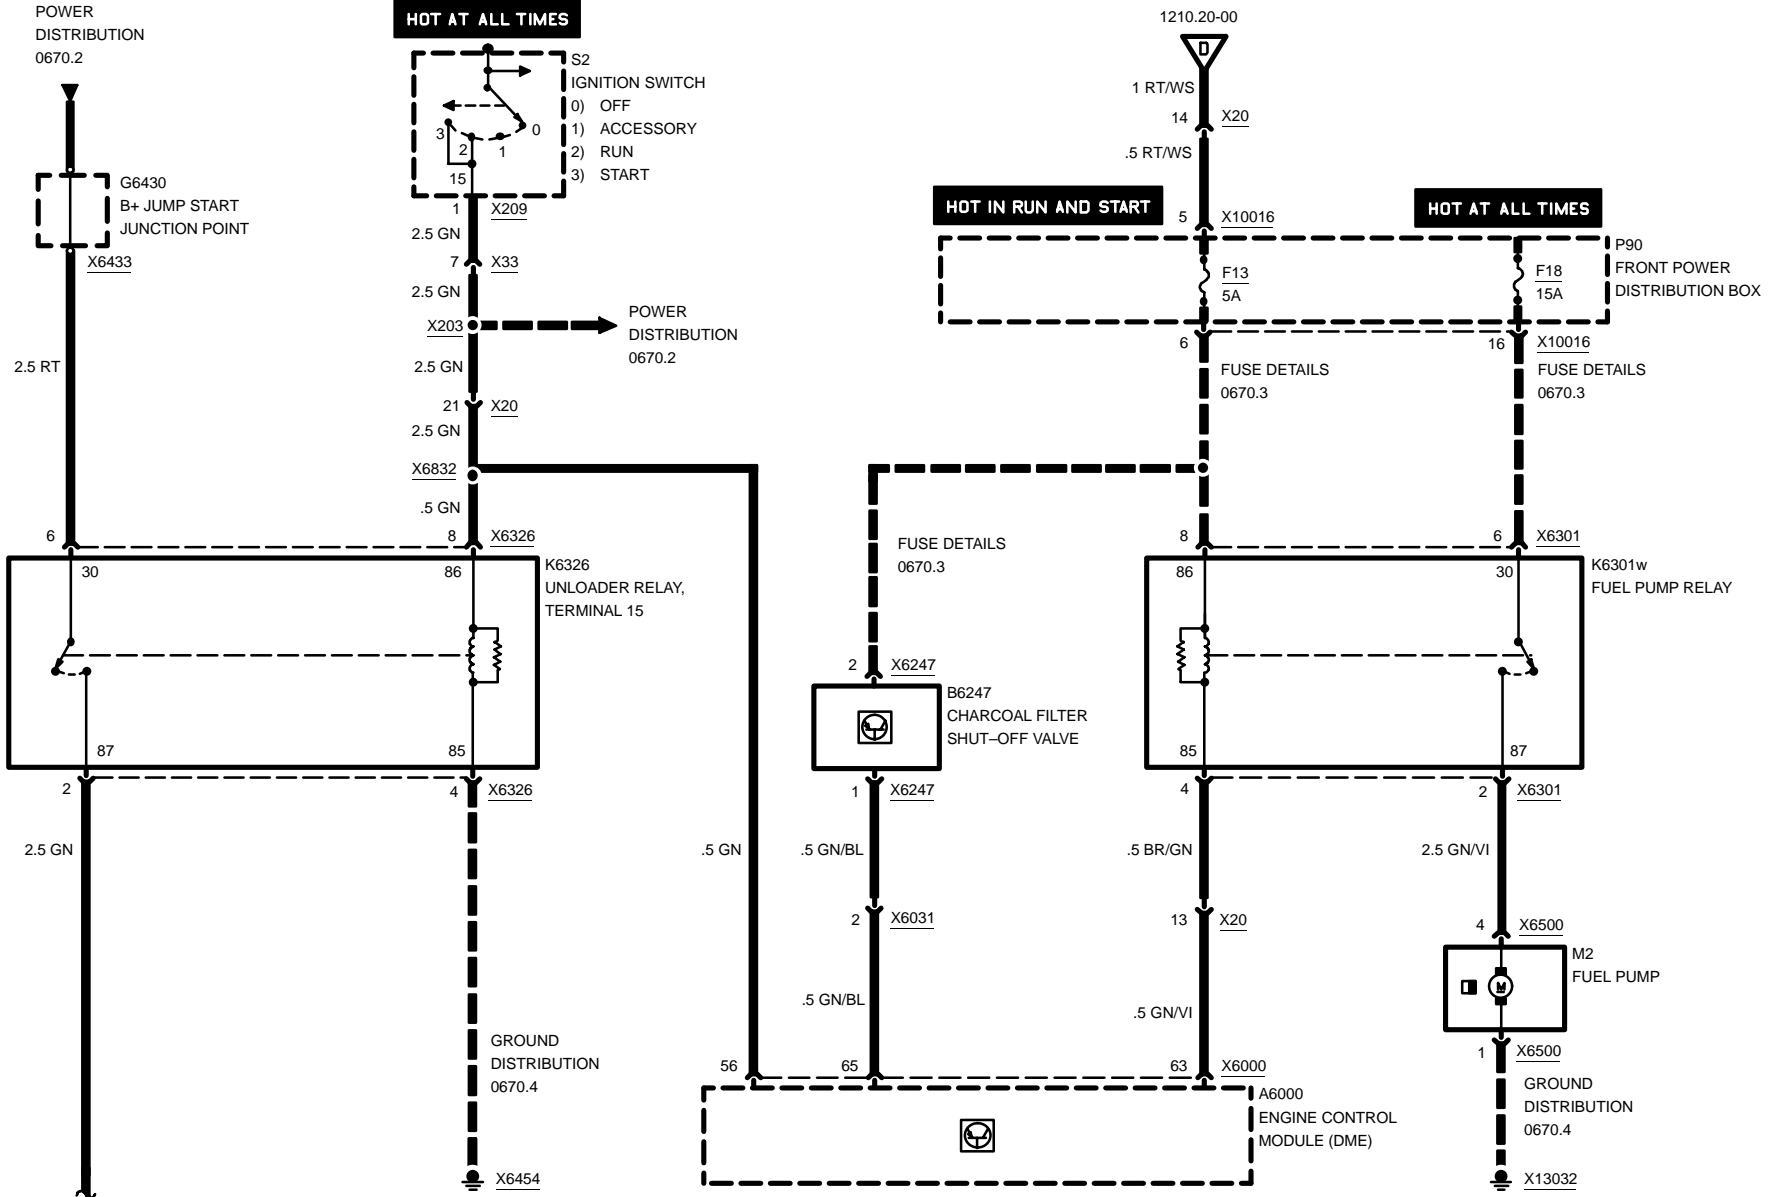 POWER
DISTRIBUTION
0670.2
HOT AT ALL TIMES
S2
IGNITION SWITCH
0) OFF
1) ACCESSORY
2) RUN
3) START
3
2
1
0
15
1 X209
G6430
B+ JUMP START
JUNCTION POINT
X6433
2.5 GN
7 X33
2.5 GN
X203
POWER
DISTRIBUTION
0670.2
2.5 RT
2.5 GN
21 X20
2.5 GN
X6832
.5 GN
6
8 X6326
30
86
K6326
UNLOADER RELAY,
TERMINAL 15
87
85
2
4 X6326
2.5 GN
GROUND
DISTRIBUTION
0670.4
X6454
1210.20-00
D
1 RT/WS
14 X20
.5 RT/WS
HOT IN RUN AND START
5 X10016
HOT AT ALL TIMES
P90
FRONT POWER
DISTRIBUTION BOX
F13
5A
F18
15A
6
16 X10016
FUSE DETAILS
0670.3
FUSE DETAILS
0670.3
FUSE DETAILS
0670.3
8
6 X6301
86
30
K6301w
FUEL PUMP RELAY
2 X6247
B6247
CHARCOAL FILTER
SHUT–OFF VALVE
85
87
1 X6247
4
2 X6301
.5 GN
.5 GN/BL
.5 BR/GN
2.5 GN/VI
2 X6031
13 X20
4 X6500
M2
FUEL PUMP
M
.5 GN/BL
.5 GN/VI
1 X6500
GROUND
DISTRIBUTION
0670.4
X13032
56
65
63 X6000
A6000
ENGINE CONTROL
MODULE (DME)